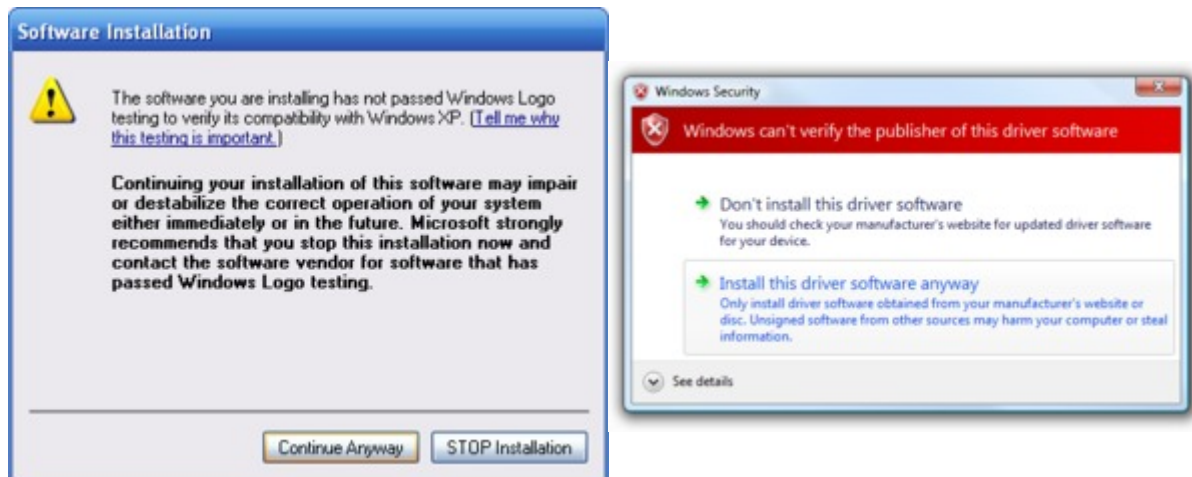 Software Installation
The software you are installing has not passed Windows Logo
testing to verify its compatibility with Windows XP. (Tell me why
this testing is important.)
Continuing your installation of this software may impair
or destabilize the correct operation of your system
either immediately or in the future. Microsoft strongly
recommends that you stop this installation now and
contact the software vendor for software that has
passed Windows Logo testing.
Continue Anyway
STOP Installation
Windows Security
Windows can't verify the publisher of this driver software
Don't install this driver software
You should check your manufacturer's website for updated driver software
for your device.
Install this driver software anyway
Only install driver software obtained from your manufacturer's website or
disc. Unsigned software from other sources may harm your computer or steal
information.
See details